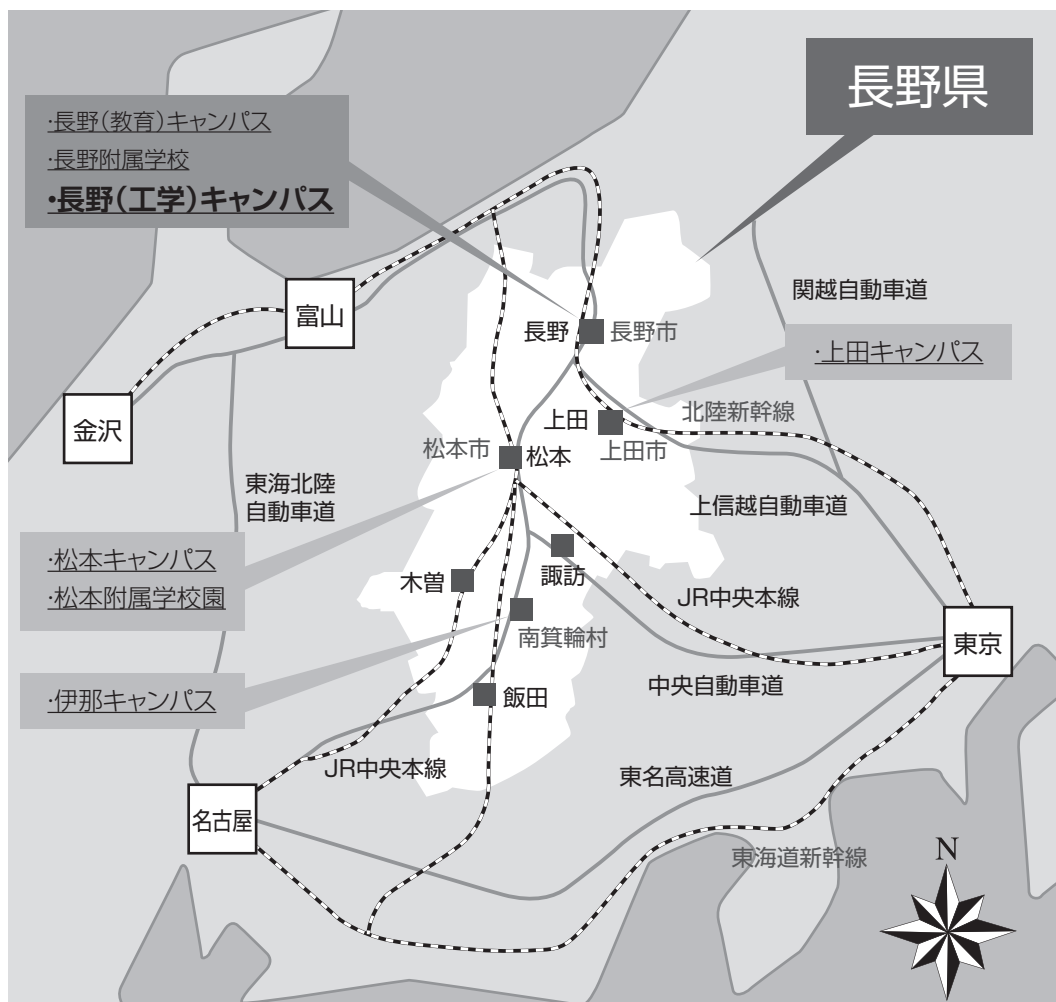 長野県
・長野(教育)キャンパス
・長野附属学校
・長野(工学)キャンパス
関越自動車道
富山
長野
長野市
・上田キャンパス
金沢
上田
上田市
北陸新幹線
松本市
松本
東海北陸
自動車道
上信越自動車道
・松本キャンパス
・松本附属学校園
木曽
諏訪
JR中央本線
南箕輪村
東京
・伊那キャンパス
飯田
中央自動車道
JR中央本線
東名高速道
名古屋
東海道新幹線
N